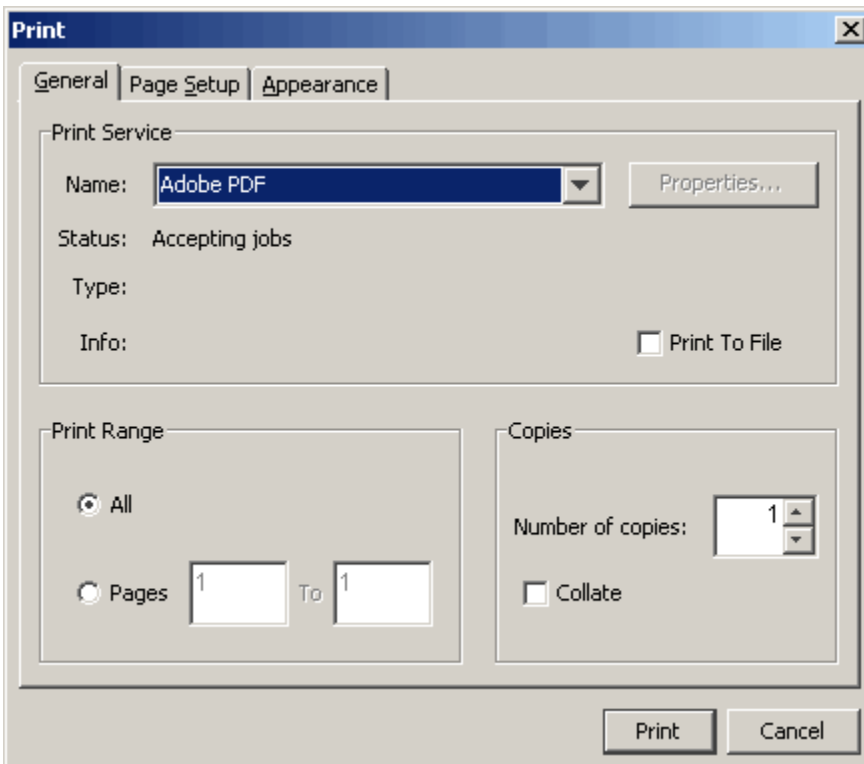 Print
General Page Setup Appearance
Print Service
Name: Adobe PDF Properties...
Status: Accepting jobs
Type:
Info: Print To File
Print Range
All
Pages 1 To 1
Copies
Number of copies: 1
Collate
Print Cancel